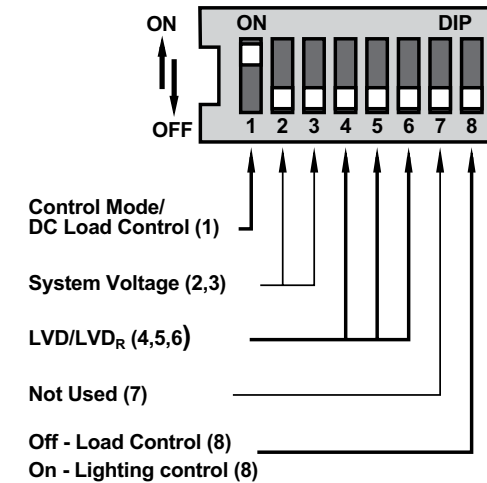 ON
ON DIP
OFF
1 2 3 4 5 6 7 8
Control Mode/
DC Load Control (1)
System Voltage (2,3)
LVD/LVDR (4,5,6)
Not Used (7)
Off - Load Control (8)
On - Lighting control (8)